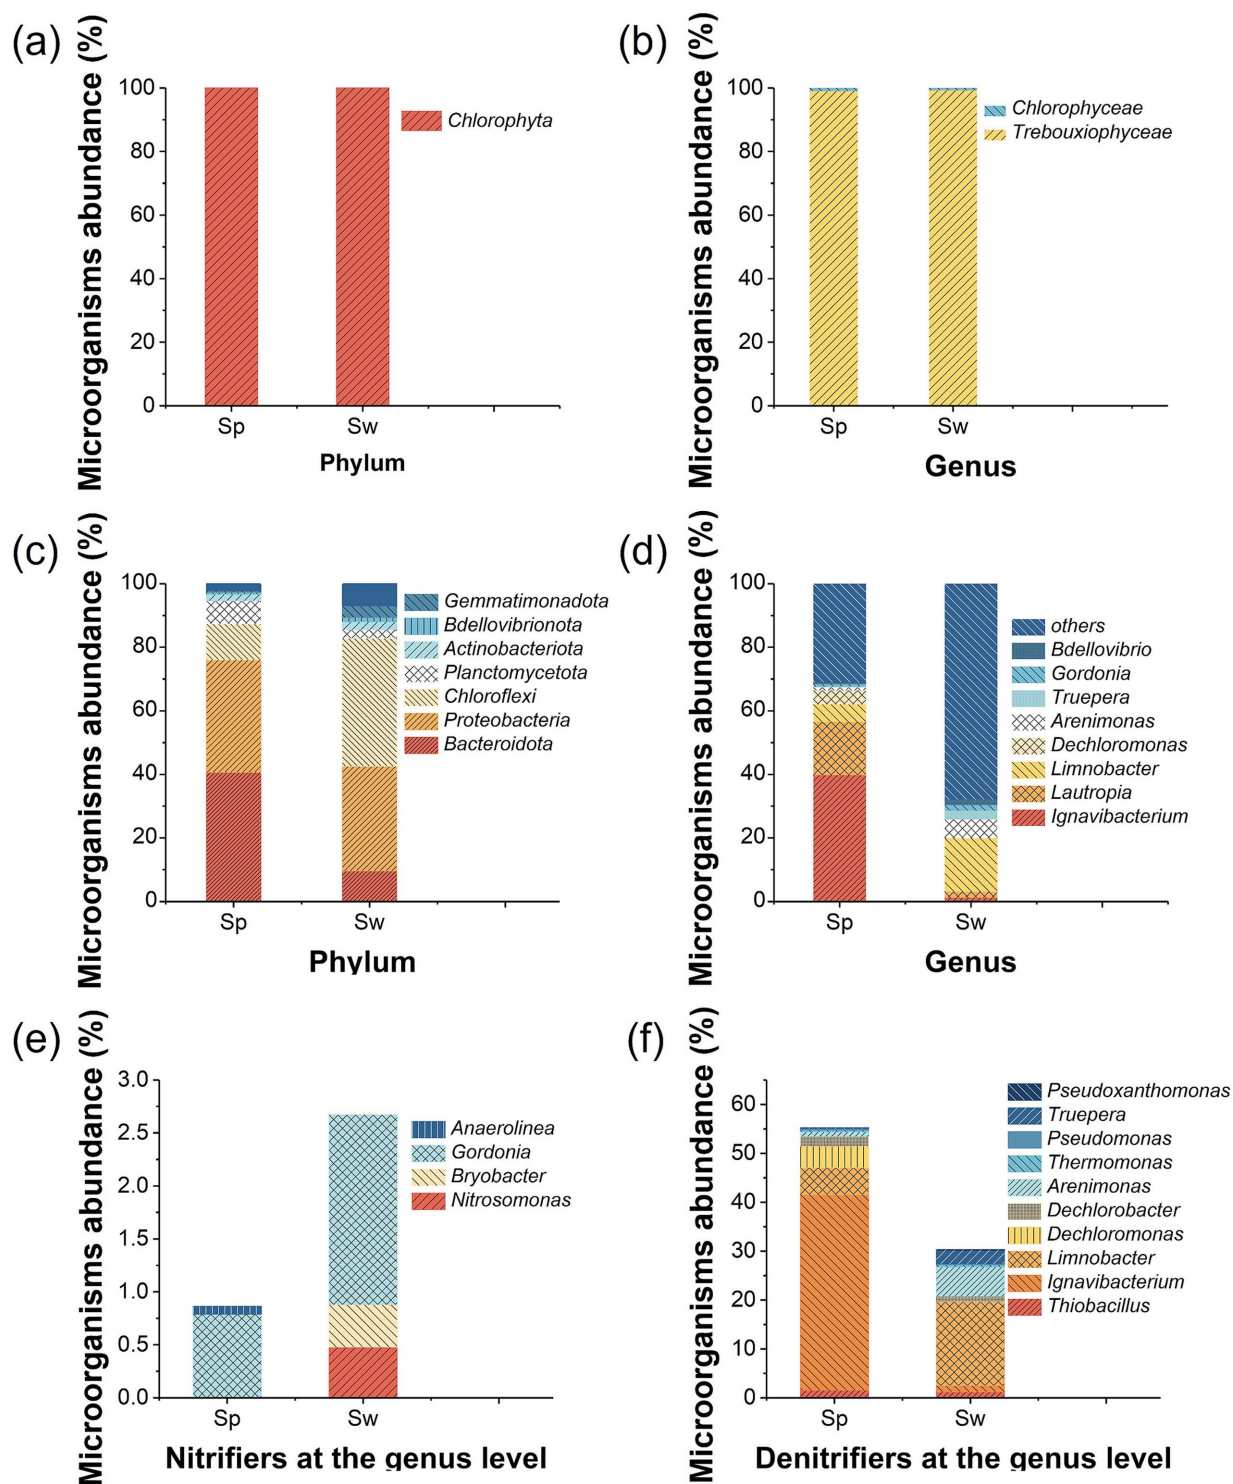 (a)
Microorganisms abundance (%)
100
80
60
40
20
0
Sp
Sw
Phylum
Chlorophyta
(b)
Microorganisms abundance (%)
100
80
60
40
20
0
Sp
Sw
Genus
Chlorophyceae
Trebouxiophyceae
(c)
Microorganisms abundance (%)
100
80
60
40
20
0
Sp
Sw
Phylum
Gemmatimonadota
Bdellovibrionota
Actinobacteriota
Planctomycetota
Chloroflexi
Proteobacteria
Bacteroidota
(d)
Microorganisms abundance (%)
100
80
60
40
20
0
Sp
Sw
Genus
others
Bdellovibrio
Gordonia
Truepera
Arenimonas
Dechloromonas
Limnobacter
Lautropia
Ignavibacterium
(e)
Microorganisms abundance (%)
3.0
2.5
2.0
1.5
1.0
0.5
0.0
Sp
Sw
Nitrifiers at the genus level
Anaerolinea
Gordonia
Bryobacter
Nitrosomonas
(f)
Microorganisms abundance (%)
60
50
40
30
20
10
0
Sp
Sw
Denitrifiers at the genus level
Pseudoxanthomonas
Truepera
Pseudomonas
Thermomonas
Arenimonas
Dechlorobacter
Dechloromonas
Limnobacter
Ignavibacterium
Thiobacillus